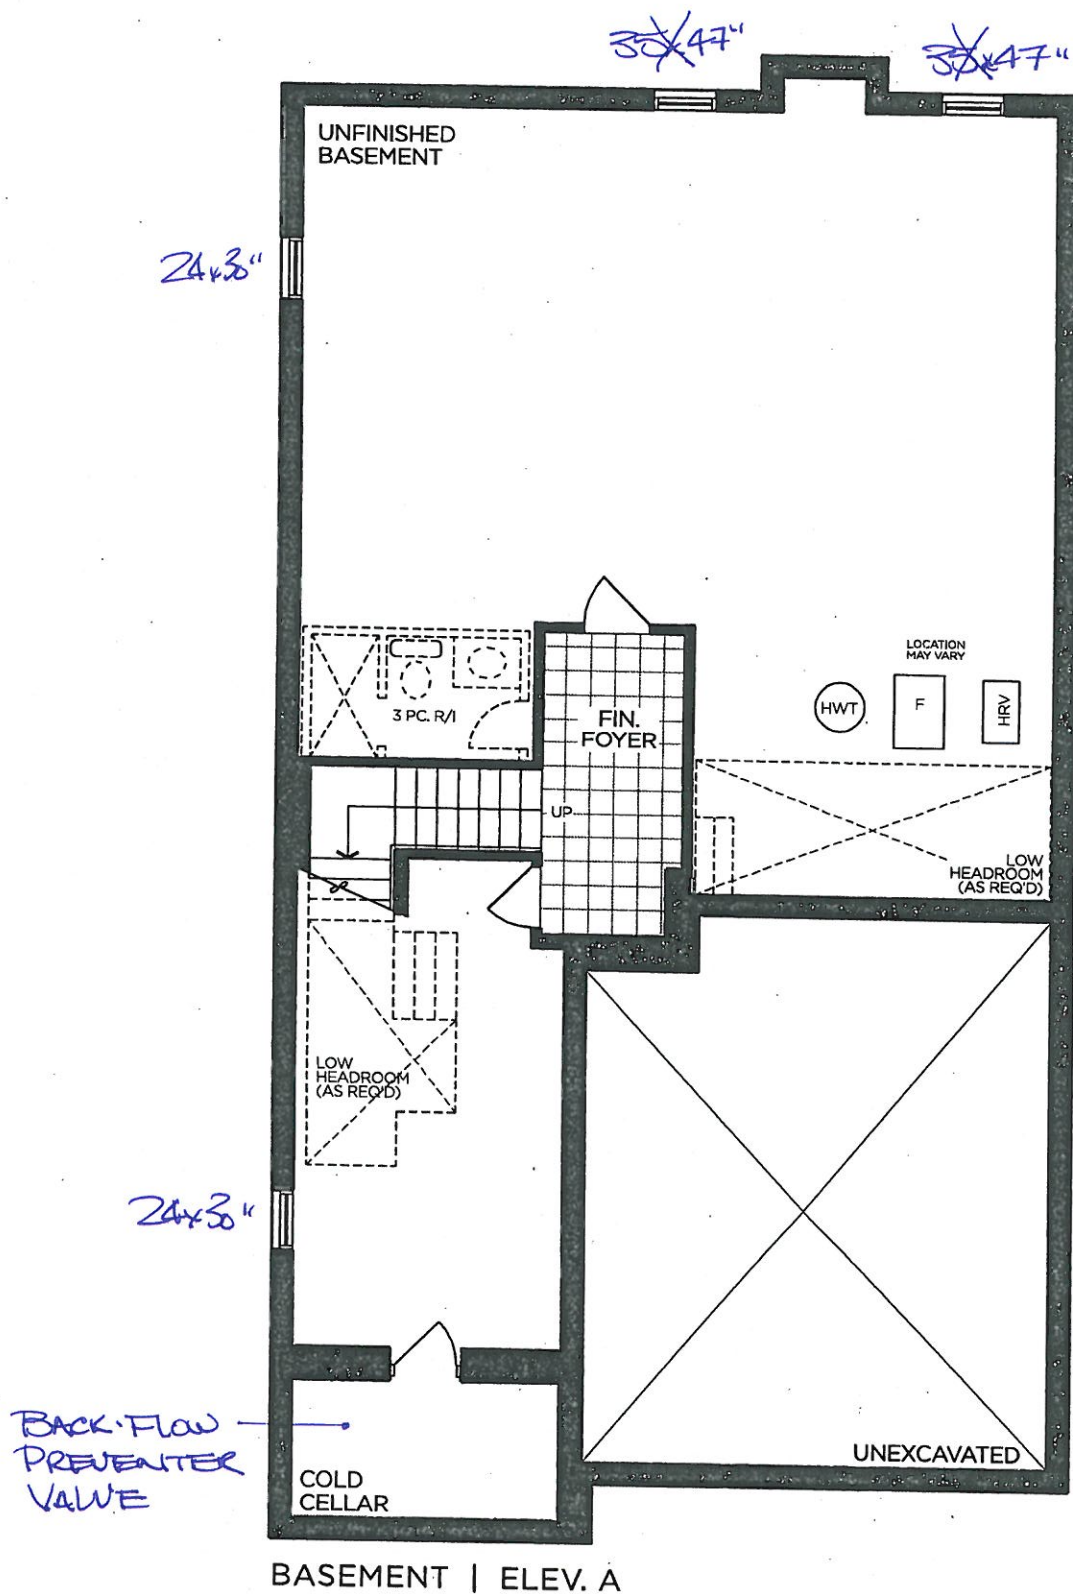 35x47"
35x47"
UNFINISHED
BASEMENT
24x30"
LOCATION
MAY VARY
HWT
F
HRV
3 PC. R/I
FIN.
FOYER
UP
LOW
HEADROOM
(AS REQ'D)
LOW
HEADROOM
(AS REQ'D)
24x30"
BACK-FLOW
PREVENTER
VALVE
COLD
CELLAR
UNEXCAVATED
BASEMENT | ELEV. A